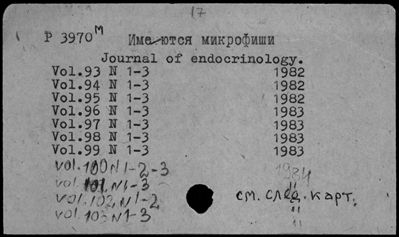 17
P 3970м
Имеются микрофиши
Journal of endocrinology.
Vol.93 N 1-3 1982
Vol.94 N 1-3 1982
Vol.95 N 1-3 1982
Vol.96 N 1-3 1983
Vol.97 N 1-3 1983
Vol.98 N 1-3 1983
Vol.99 N 1-3 1983
Vol.100 N 1-2-3 1984
Vol.101, N1-3 "
Vol.102, N1-2 см. след. карт.
Vol.103 N1-3 "